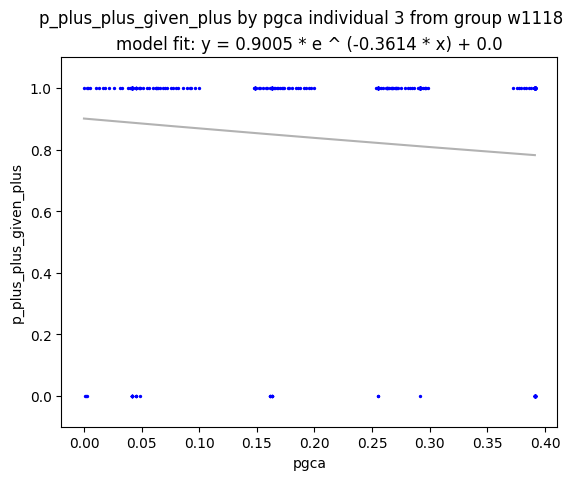 p_plus_plus_given_plus by pgca individual 3 from group w1118
model fit: y = 0.9005 * e ^ (-0.3614 * x) + 0.0
1.0
0.8
0.6
0.4
0.2
0.0
p_plus_plus_given_plus
0.00 0.05 0.10 0.15 0.20 0.25 0.30 0.35 0.40
pgca